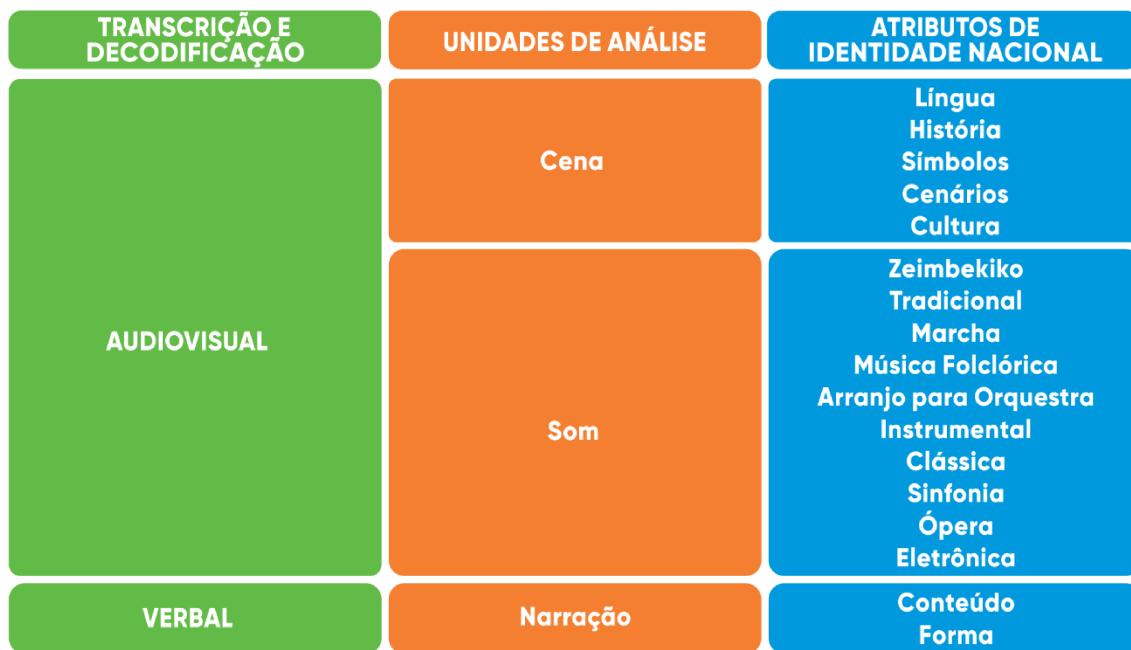 TRANSCRIÇÃO E
DECODIFICAÇÃO
UNIDADES DE ANÁLISE
ATRIBUTOS DE
IDENTIDADE NACIONAL
AUDIOVISUAL
Cena
Língua
História
Símbolos
Cenários
Cultura
Som
Zeimbekiko
Tradicional
Marcha
Música Folclórica
Arranjo para Orquestra
Instrumental
Clássica
Sinfonia
Ópera
Eletrônica
VERBAL
Narração
Conteúdo
Forma